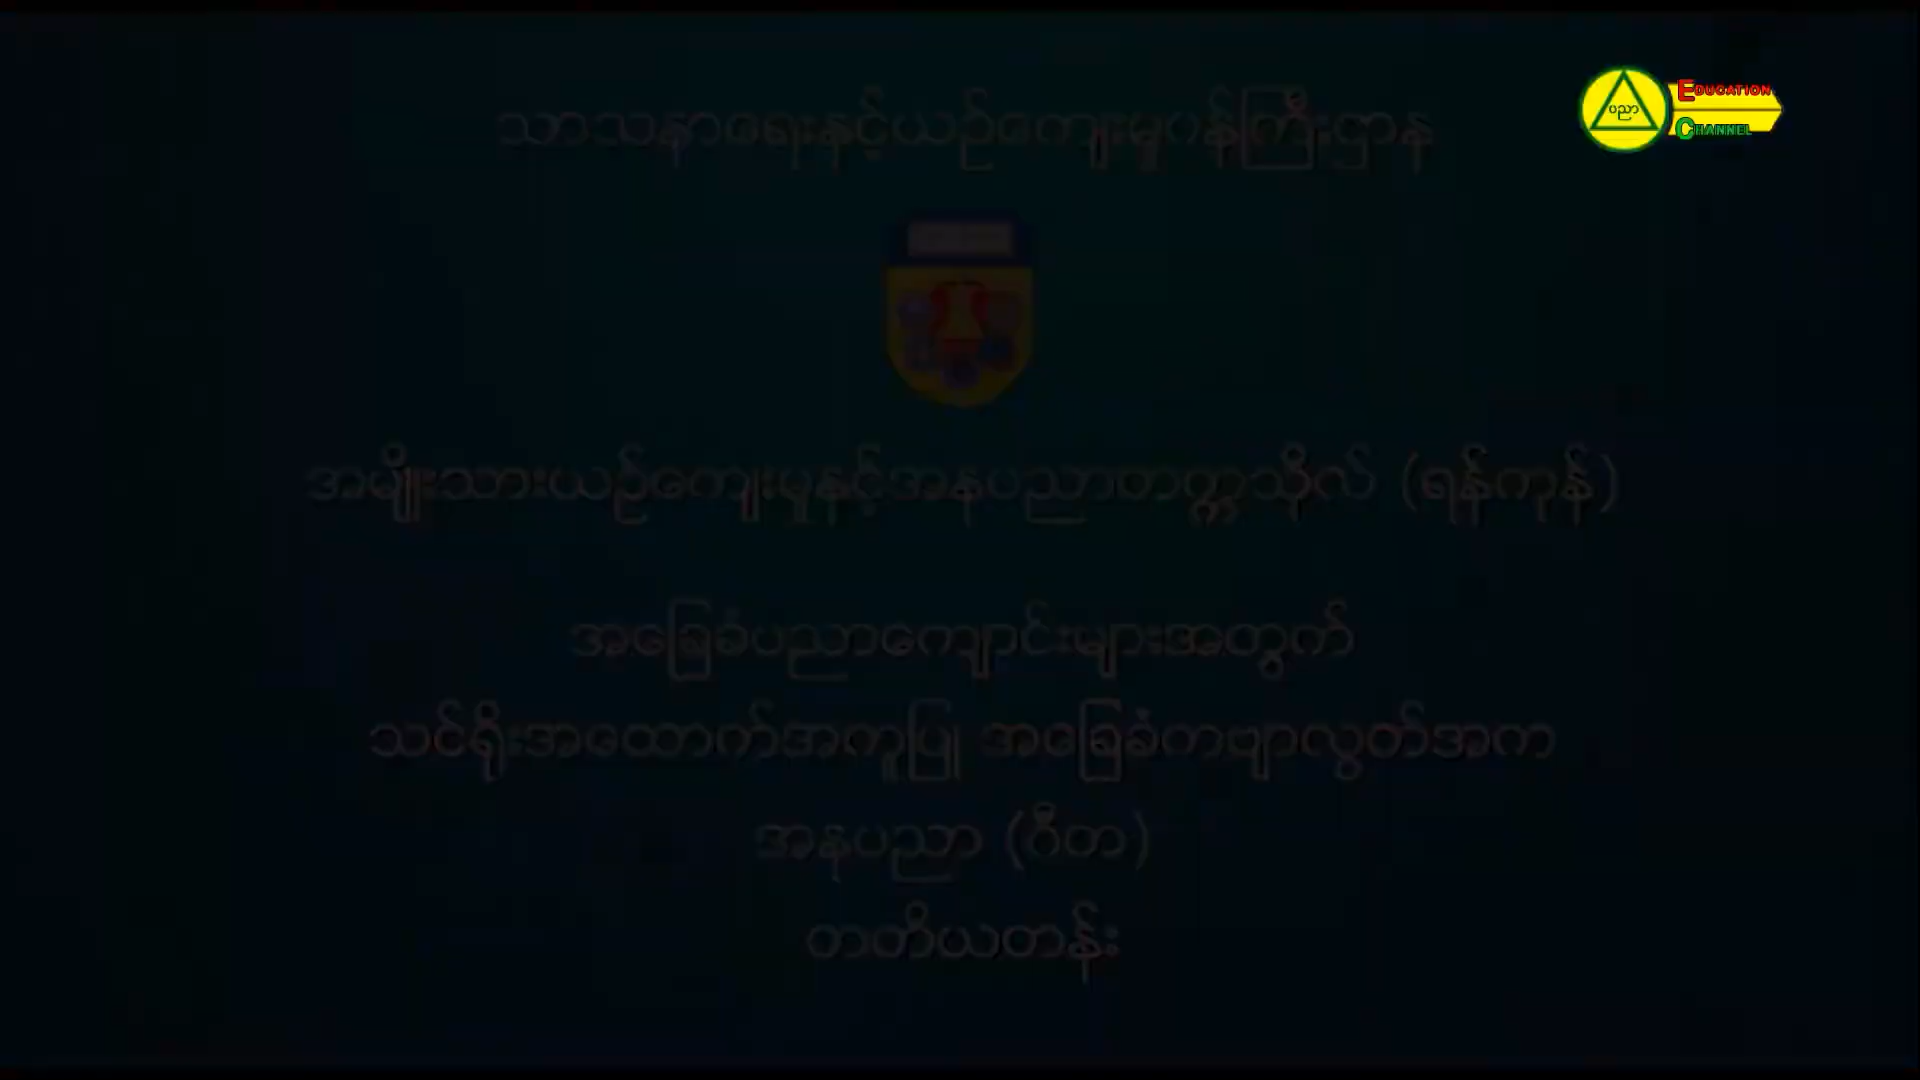 သာသနာရေးနှင့်ယဉ်ကျေးမှုဝန်ကြီးဌာန
ပညာ
EDUCATION
CHANNEL
အမျိုးသားယဉ်ကျေးမှုနှင့်အနုပညာတက္ကသိုလ် (ရန်ကုန်)
အခြေခံပညာကျောင်းများအတွက်
သင်ရိုးအထောက်အကူပြု အခြေခံကဗျာလွတ်အက
အနုပညာ (ဂီတ)
တတိယတန်း